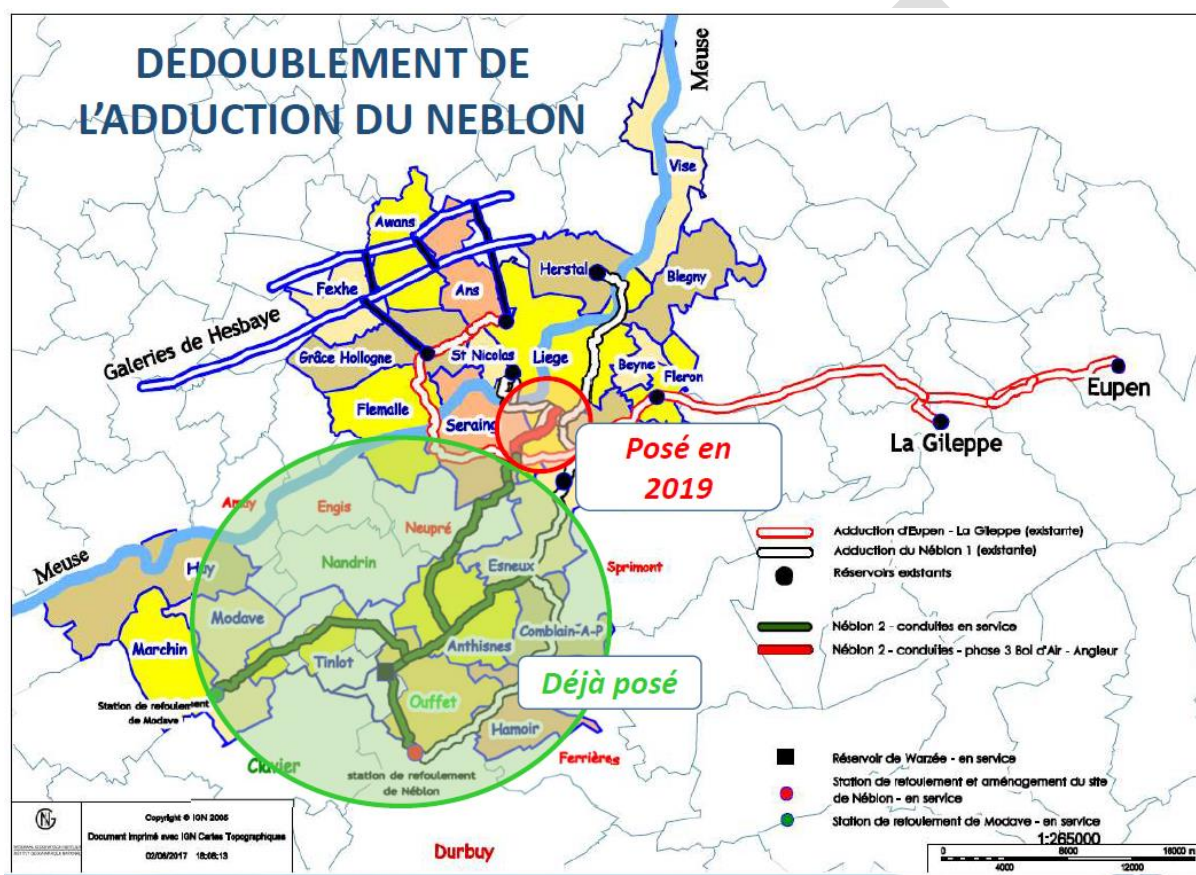 DEDOUBLEMENT DE
L'ADDUCTION DU NEBLON
Meuse
Vise
Awans
Herstal
Blegny
Fexhe
Ans
Galeries de Hesbaye
Grâce Hollogne
St Nicolas
Liège
Beyne
Fleron
Eupen
Flemalle
Seraing
La Gileppe
Posé en
2019
Amay
Engis
Neupré
Adduction d'Eupen - La Gileppe (existante)
Adduction du Néblon 1 (existante)
Réservoirs existants
Meuse
Huy
Nandrin
Esneux
Sprimont
Modave
Néblon 2 - conduites en service
Marchin
Tinlot
Anthisnes
Comblain-A-P
Néblon 2 - conduites - phase 3 Bol d'Air - Angleur
Déjà posé
Station de refoulement
de Modave
Ouffet
Hamoir
Clavier
station de refoulement
de Néblon
Ferrières
Réservoir de Warzée - en service
Station de refoulement et aménagement du site
de Néblon - en service
Station de refoulement de Modave - en service
Durbuy
Copyright © IGN 2005
Document imprimé avec IGN Cartes Topographiques
02/06/2017 18:08:13
1:265000
0 8000 16000 m
4000 12000